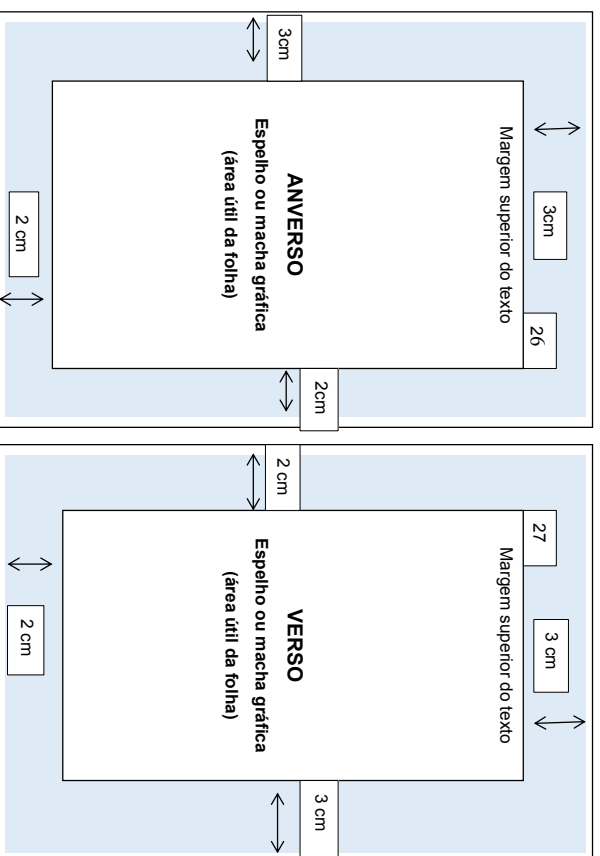 3cm
26
Margem superior do texto
3cm
ANVERSO
Espelho ou macha gráfica
(área útil da folha)
2cm
2 cm
3 cm
27
Margem superior do texto
2 cm
VERSO
Espelho ou macha gráfica
(área útil da folha)
3 cm
2 cm